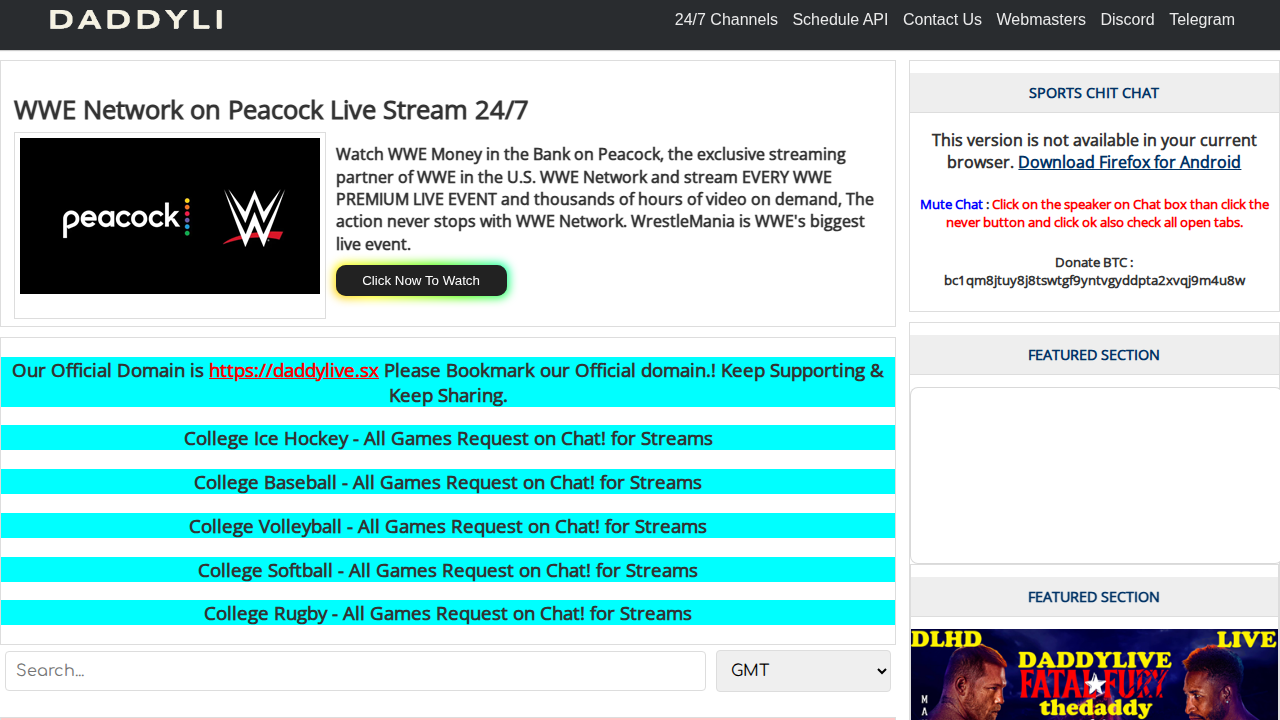 DADDYLI
24/7 Channels Schedule API Contact Us Webmasters Discord Telegram
WWE Network on Peacock Live Stream 24/7
peacock W
Watch WWE Money in the Bank on Peacock, the exclusive streaming
partner of WWE in the U.S. WWE Network and stream EVERY WWE
PREMIUM LIVE EVENT and thousands of hours of video on demand, The
action never stops with WWE Network. WrestleMania is WWE's biggest
live event.
Click Now To Watch
Our Official Domain is https://daddylive.sx Please Bookmark our Official domain.! Keep Supporting &
Keep Sharing.
College Ice Hockey - All Games Request on Chat! for Streams
College Baseball - All Games Request on Chat! for Streams
College Volleyball - All Games Request on Chat! for Streams
College Softball - All Games Request on Chat! for Streams
College Rugby - All Games Request on Chat! for Streams
Search...
GMT
SPORTS CHIT CHAT
This version is not available in your current
browser. Download Firefox for Android
Mute Chat : Click on the speaker on Chat box than click the
never button and click ok also check all open tabs.
Donate BTC :
bc1qm8jtuy8j8tswtgf9yntvgyddpta2xvqj9m4u8w
FEATURED SECTION
FEATURED SECTION
DLHD LIVE
DADDYLIVE
FATAL FURY
thedaddy
M
A